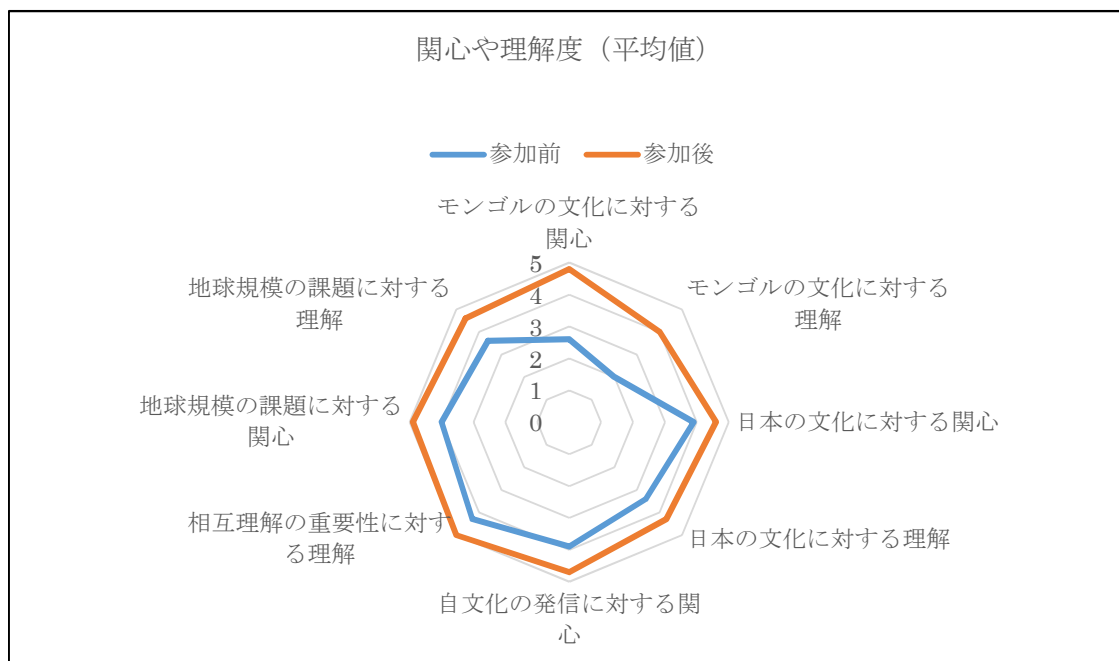 関心や理解度（平均値）
参加前 参加後
モンゴルの文化に対する
関心
モンゴルの文化に対する
理解
日本の文化に対する関心
日本の文化に対する理解
自文化の発信に対する関
心
相互理解の重要性に対す
る理解
地球規模の課題に対する
関心
地球規模の課題に対する
理解
5
4
3
2
1
0